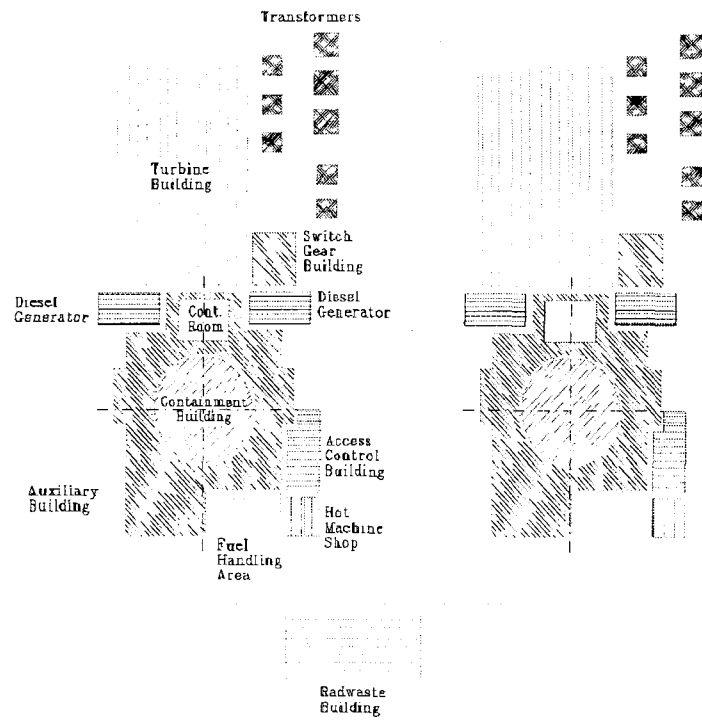 Transformers
Turbine
Building
Switch
Gear
Building
Diesel
Generator
Cont.
Room
Diesel
Generator
Containment
Building
Access
Control
Building
Auxiliary
Building
Hot
Machine
Shop
Fuel
Handling
Area
Radwaste
Building